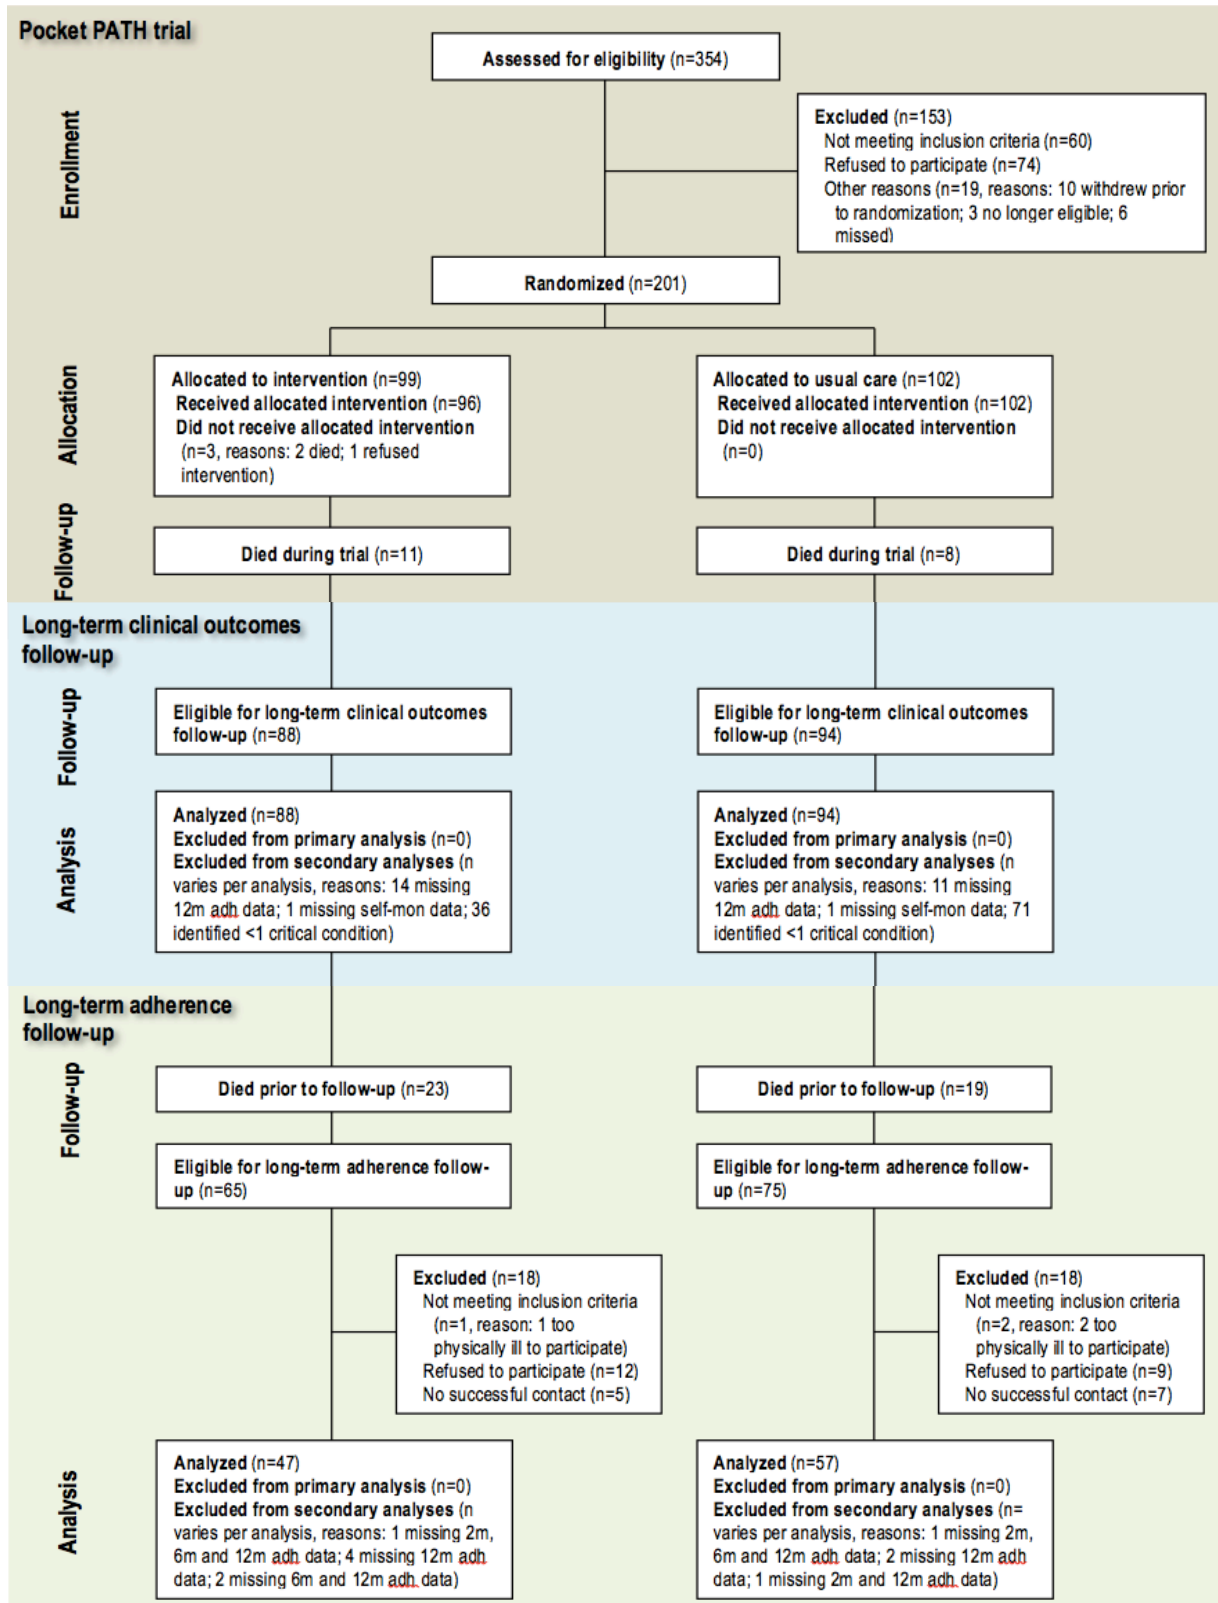 Pocket PATH trial
Assessed for eligibility (n=354)
Enrollment
Excluded (n=153)
Not meeting inclusion criteria (n=60)
Refused to participate (n=74)
Other reasons (n=19, reasons: 10 withdrew prior
to randomization; 3 no longer eligible; 6
missed)
Randomized (n=201)
Allocation
Allocated to intervention (n=99)
Received allocated intervention (n=96)
Did not receive allocated intervention
(n=3, reasons: 2 died; 1 refused
intervention)
Allocated to usual care (n=102)
Received allocated intervention (n=102)
Did not receive allocated intervention
(n=0)
Follow-up
Died during trial (n=11)
Died during trial (n=8)
Long-term clinical outcomes
follow-up
Follow-up
Eligible for long-term clinical outcomes
follow-up (n=88)
Eligible for long-term clinical outcomes
follow-up (n=94)
Analysis
Analyzed (n=88)
Excluded from primary analysis (n=0)
Excluded from secondary analyses (n
varies per analysis, reasons: 14 missing
12m adh data; 1 missing self-mon data; 36
identified <1 critical condition)
Analyzed (n=94)
Excluded from primary analysis (n=0)
Excluded from secondary analyses (n
varies per analysis, reasons: 11 missing
12m adh data; 1 missing self-mon data; 71
identified <1 critical condition)
Long-term adherence
follow-up
Follow-up
Died prior to follow-up (n=23)
Died prior to follow-up (n=19)
Eligible for long-term adherence follow-
up (n=65)
Eligible for long-term adherence follow-
up (n=75)
Excluded (n=18)
Not meeting inclusion criteria
(n=1, reason: 1 too
physically ill to participate)
Refused to participate (n=12)
No successful contact (n=5)
Excluded (n=18)
Not meeting inclusion criteria
(n=2, reason: 2 too
physically ill to participate)
Refused to participate (n=9)
No successful contact (n=7)
Analysis
Analyzed (n=47)
Excluded from primary analysis (n=0)
Excluded from secondary analyses (n
varies per analysis, reasons: 1 missing 2m,
6m and 12m adh data; 4 missing 12m adh
data; 2 missing 6m and 12m adh data)
Analyzed (n=57)
Excluded from primary analysis (n=0)
Excluded from secondary analyses (n=
varies per analysis, reasons: 1 missing 2m,
6m and 12m adh data; 2 missing 12m adh
data; 1 missing 2m and 12m adh data)